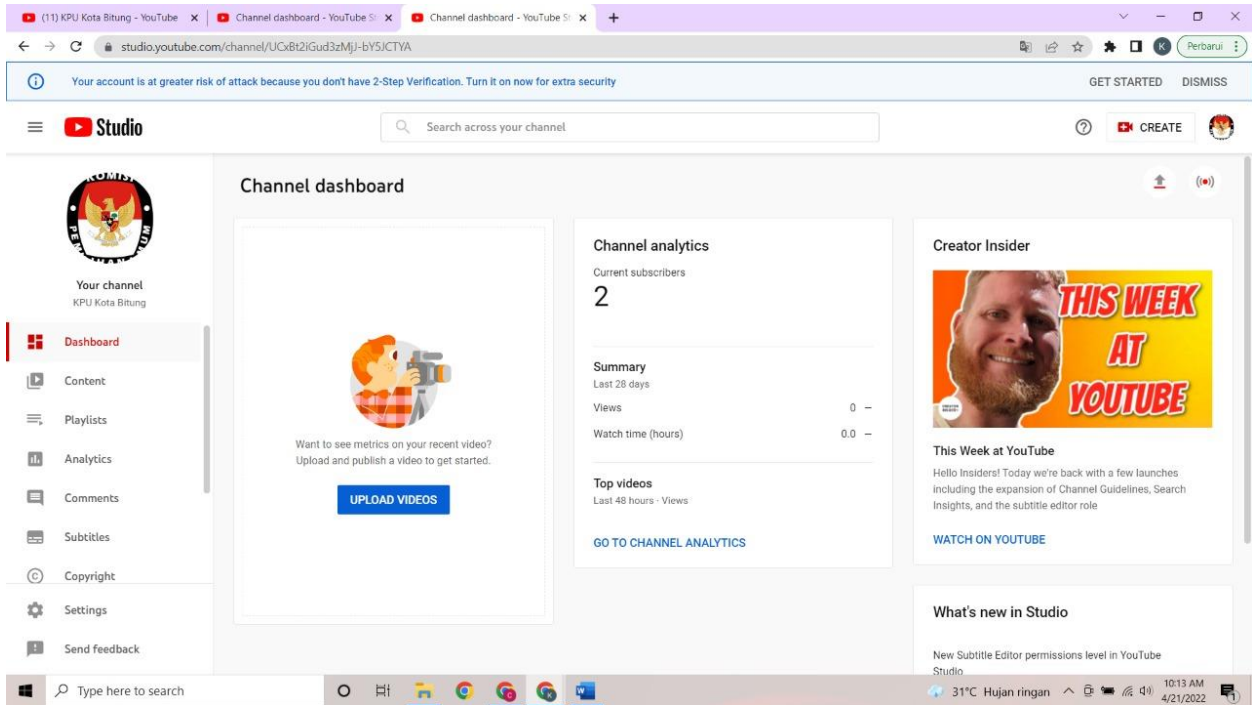 (11) KPU Kota Bitung - YouTube
Channel dashboard - YouTube S
Channel dashboard - YouTube S
studio.youtube.com/channel/UCxBt2iGud3zMjJ-bYSJCTYA
K
Perbarui
Your account is at greater risk of attack because you don't have 2-Step Verification. Turn it on now for extra security
GET STARTED
DISMISS
Studio
Search across your channel
CREATE
Your channel
KPU Kota Bitung
Dashboard
Content
Playlists
Analytics
Comments
Subtitles
Copyright
Settings
Send feedback
Channel dashboard
Want to see metrics on your recent video?
Upload and publish a video to get started.
UPLOAD VIDEOS
Channel analytics
Current subscribers
2
Summary
Last 28 days
Views 0 –
Watch time (hours) 0.0 –
Top videos
Last 48 hours · Views
GO TO CHANNEL ANALYTICS
Creator Insider
THIS WEEK
AT
YOUTUBE
This Week at YouTube
Hello Insiders! Today we're back with a few launches
including the expansion of Channel Guidelines, Search
Insights, and the subtitle editor role
WATCH ON YOUTUBE
What's new in Studio
New Subtitle Editor permissions level in YouTube
Studio
Type here to search
31°C Hujan ringan
10:13 AM
4/21/2022